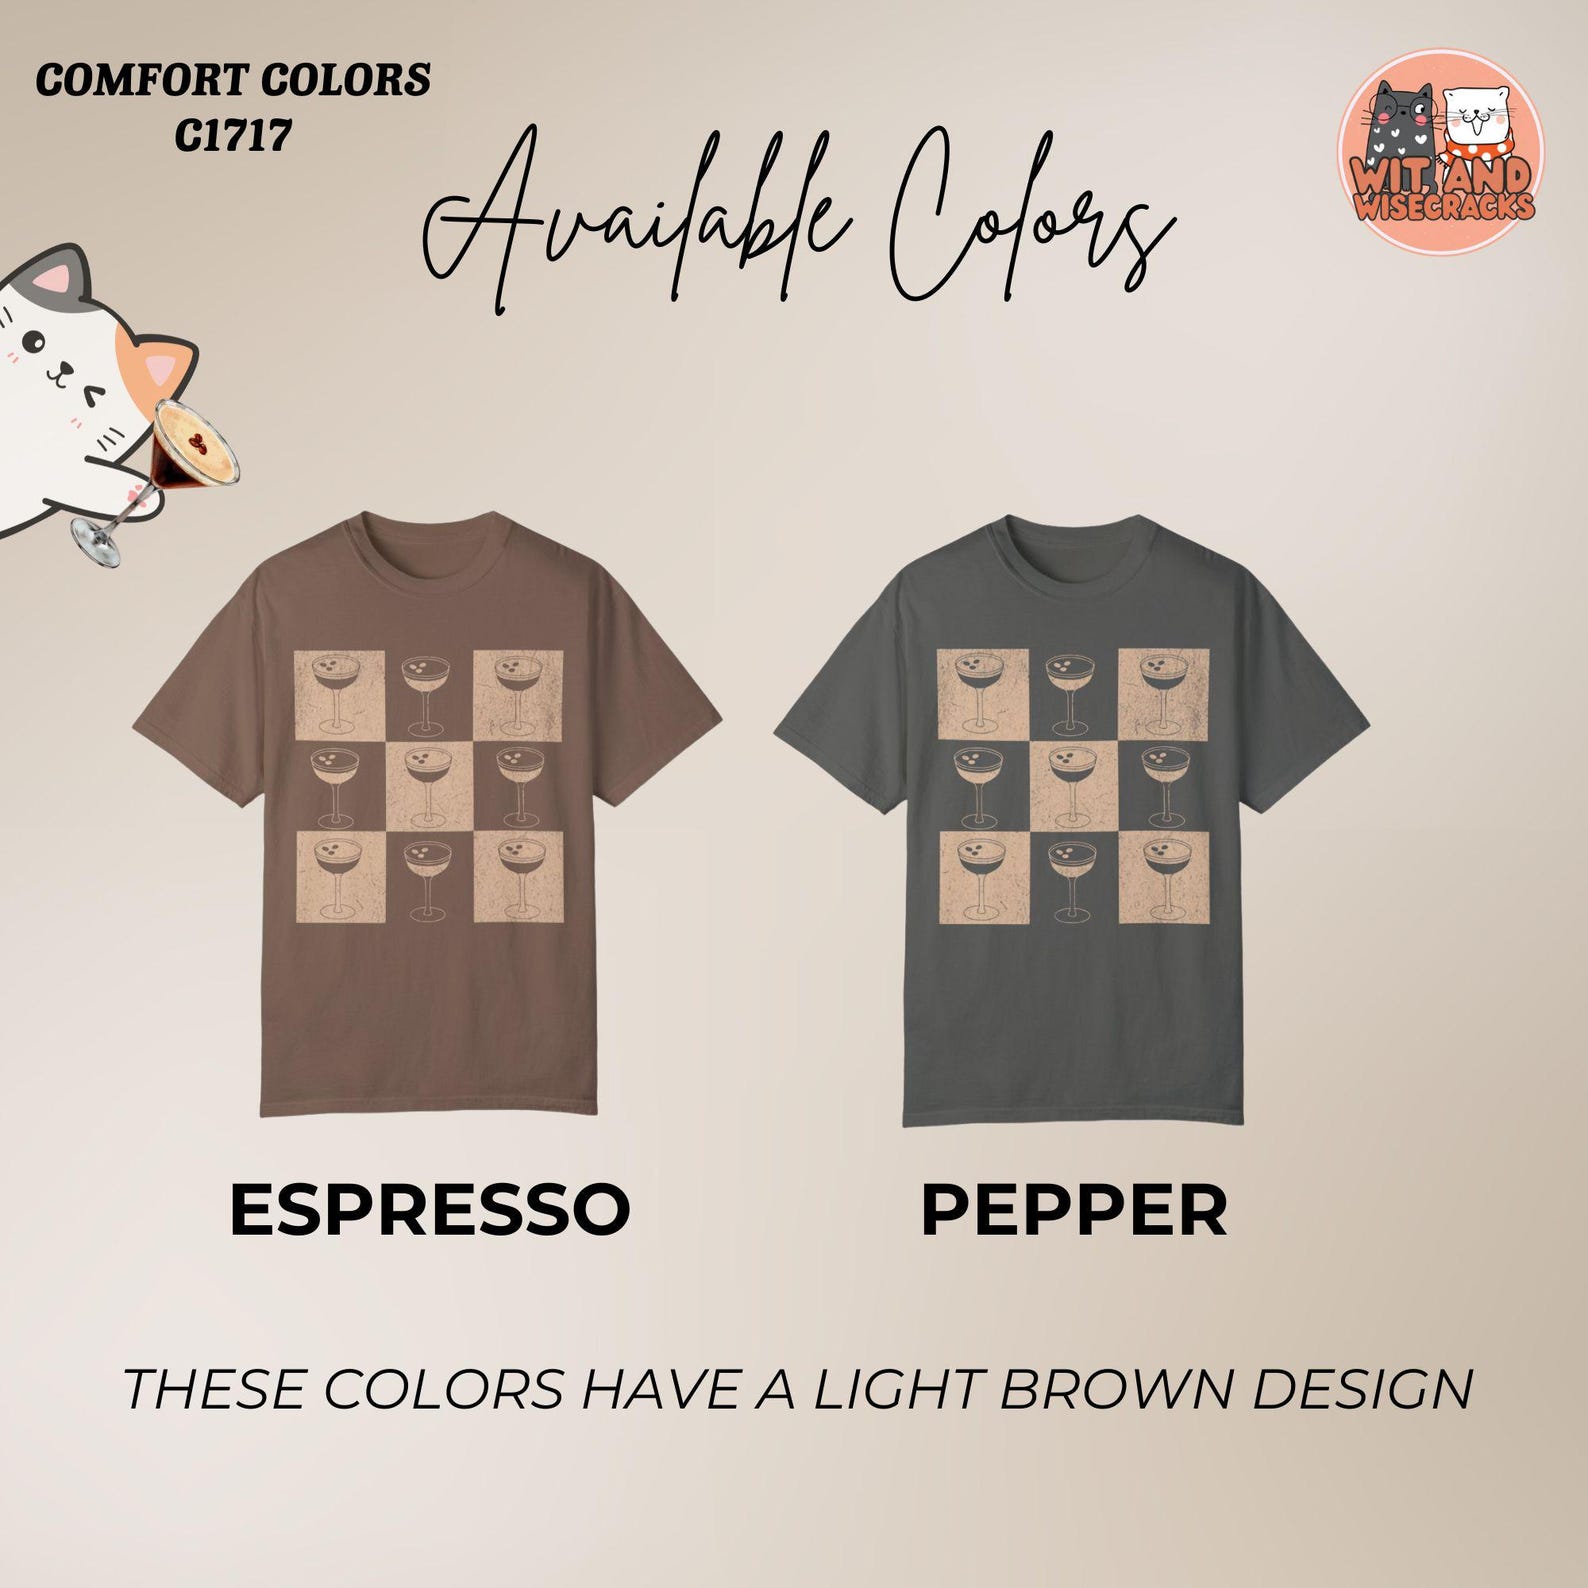 COMFORT COLORS
C1717
Available Colors
WIT AND
WISECRACKS
ESPRESSO
PEPPER
THESE COLORS HAVE A LIGHT BROWN DESIGN